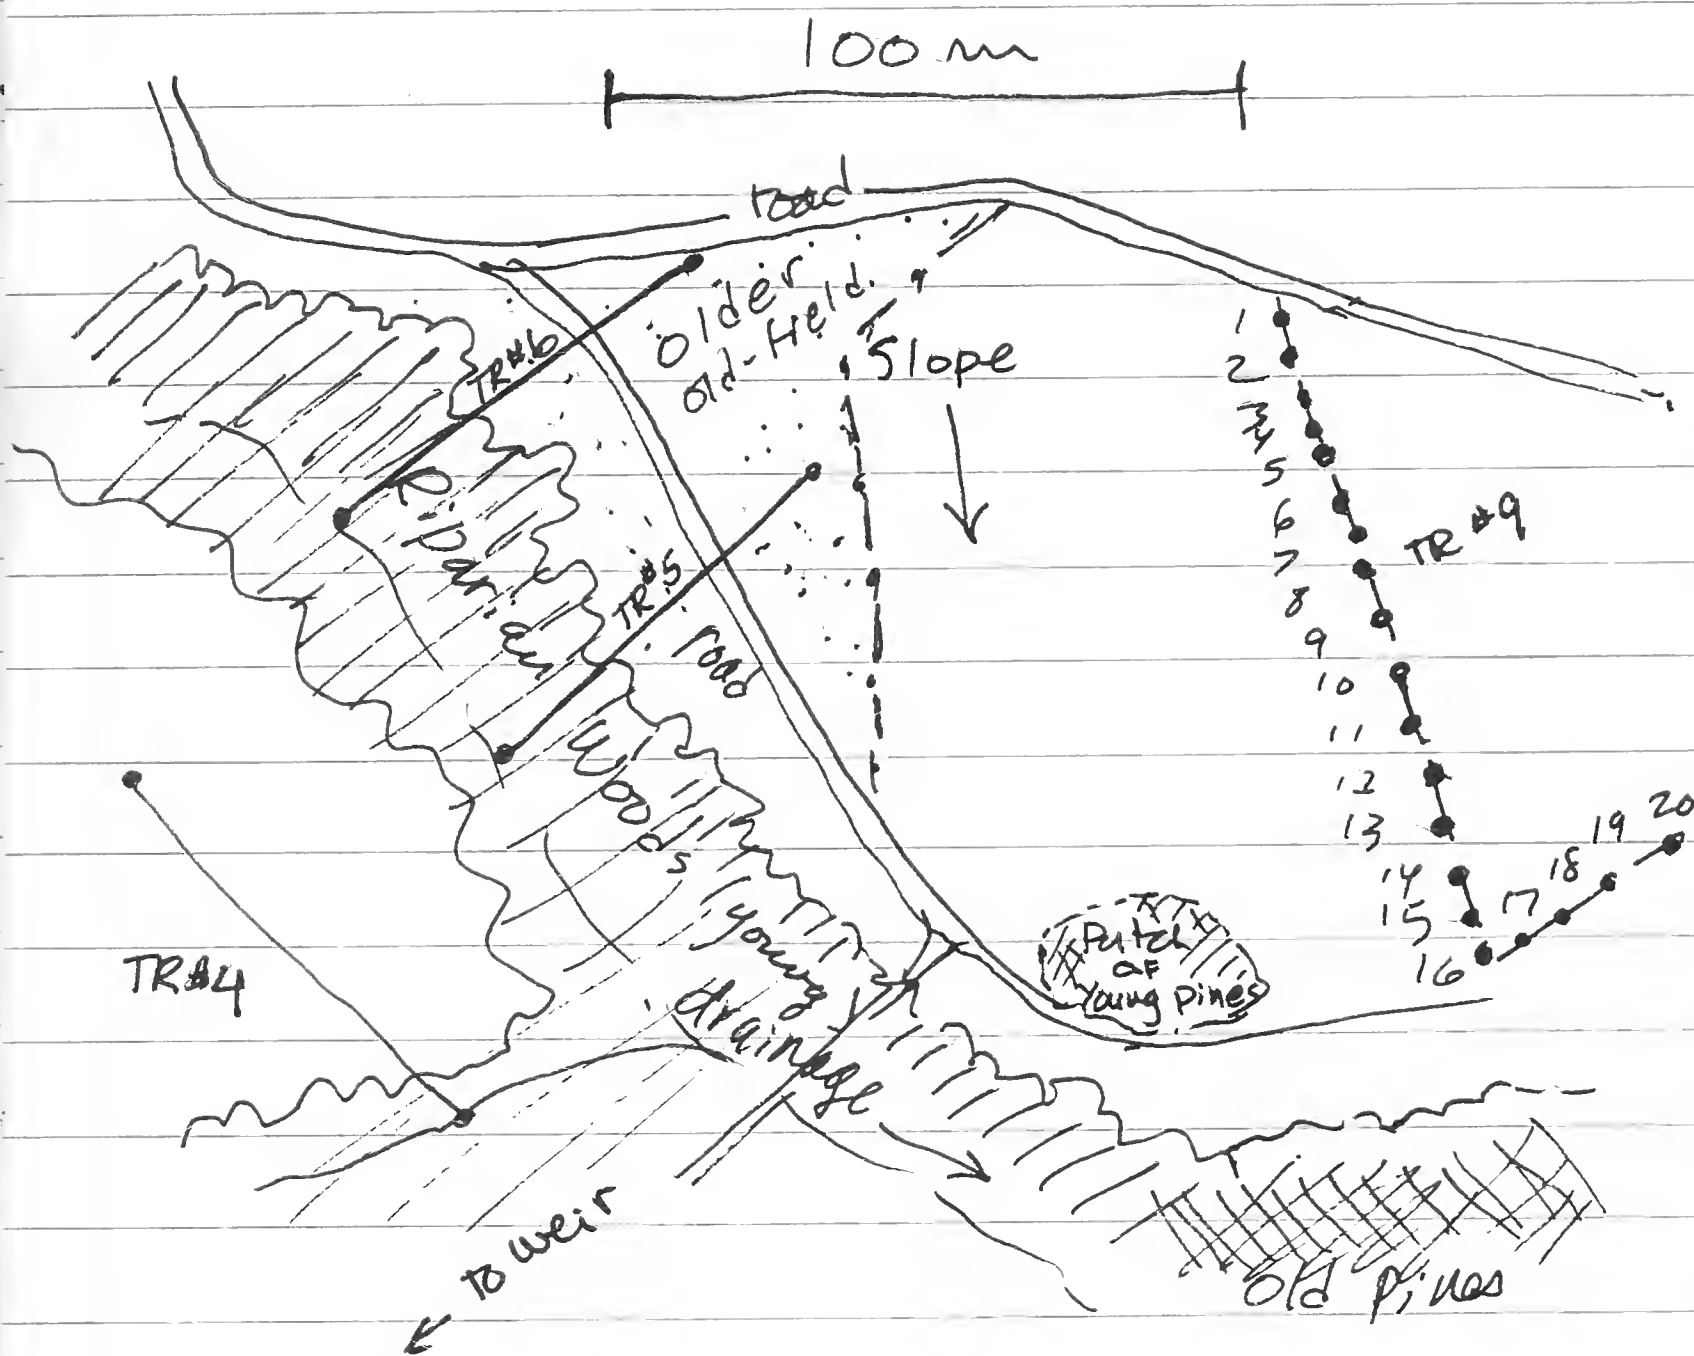 100 m
road
older
old-field
TR#6
Slope
1
2
3
4
5
6
7
8
9
10
11
12
13
14
15
16
17
18
19
20
TR #9
TR#5
road
Riparian
Woods
TR#4
(young
drainage
Patch
of
Young pines
to weir
old pines